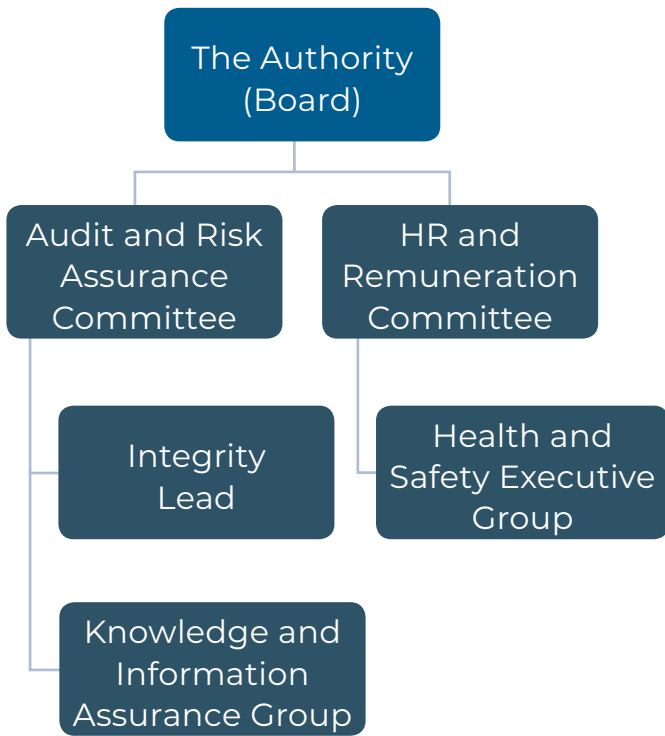 The Authority
(Board)
Audit and Risk
Assurance
Committee
HR and
Remuneration
Committee
Integrity
Lead
Health and
Safety Executive
Group
Knowledge and
Information
Assurance Group